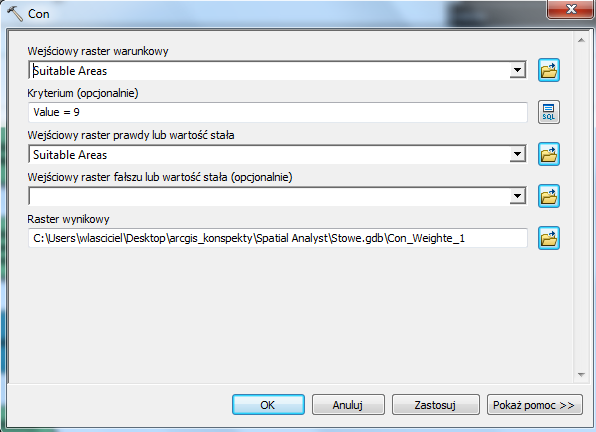 Con
Wejściowy raster warunkowy
Suitable Areas
Kryterium (opcjonalnie)
Value = 9
SQL
Wejściowy raster prawdy lub wartość stała
Suitable Areas
Wejściowy raster fałszu lub wartość stała (opcjonalnie)
Raster wynikowy
C:\Users\wlasciciel\Desktop\arcgis_konspekty\Spatial Analyst\Stowe.gdb\Con_Weighte_1
OK Anuluj Zastosuj Pokaż pomoc >>